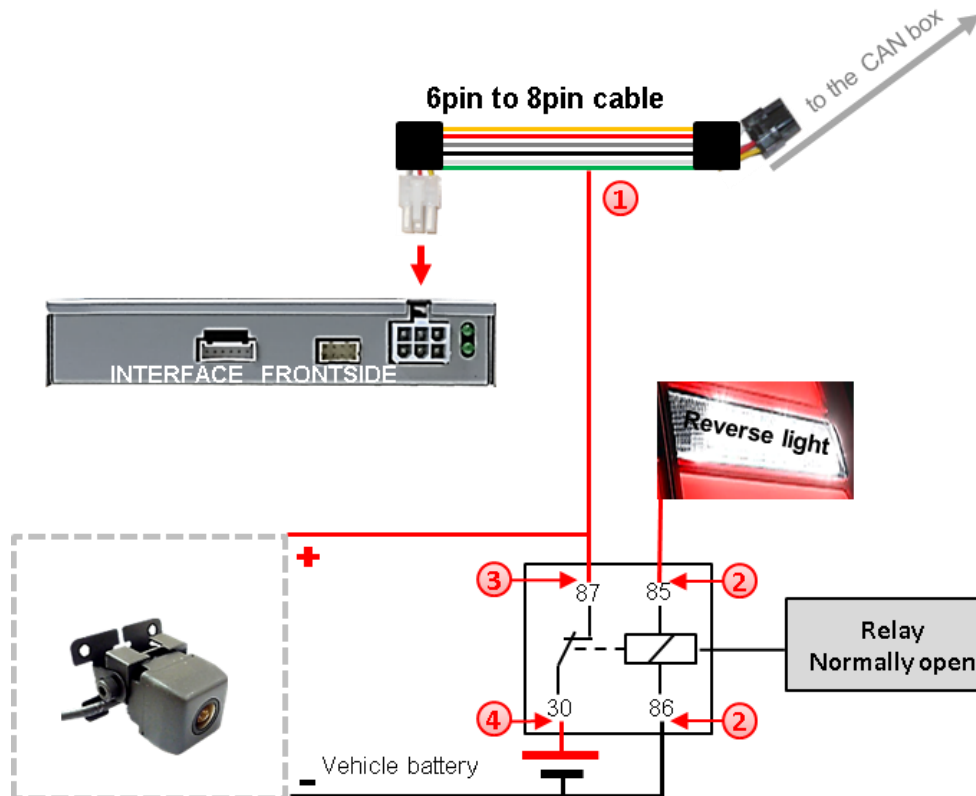 to the CAN box
6pin to 8pin cable
①
INTERFACE FRONTSIDE
Reverse light
+
③
②
87
85
Relay
Normally open
30
86
④
②
Vehicle battery
-